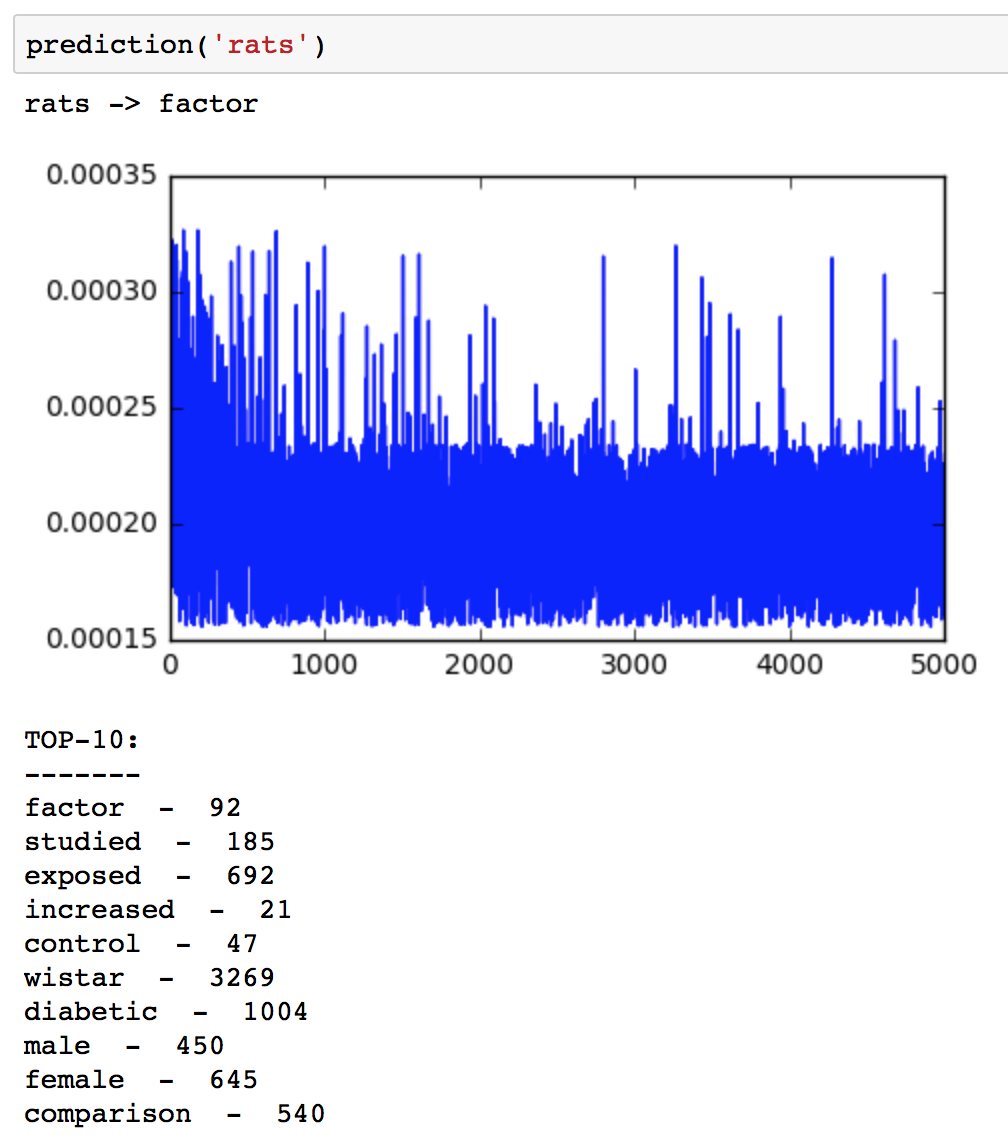 prediction('rats')
rats -> factor
0.00035
0.00030
0.00025
0.00020
0.00015
0 1000 2000 3000 4000 5000
TOP-10:
-------
factor - 92
studied - 185
exposed - 692
increased - 21
control - 47
wistar - 3269
diabetic - 1004
male - 450
female - 645
comparison - 540